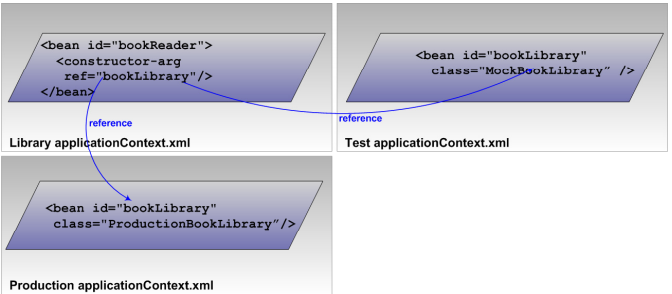 <bean id="bookReader">
<constructor-arg
ref="bookLibrary"/>
</bean>
reference
Library applicationContext.xml
<bean id="bookLibrary"
class="MockBookLibrary” />
reference
Test applicationContext.xml
<bean id="bookLibrary"
class="ProductionBookLibrary”/>
Production applicationContext.xml